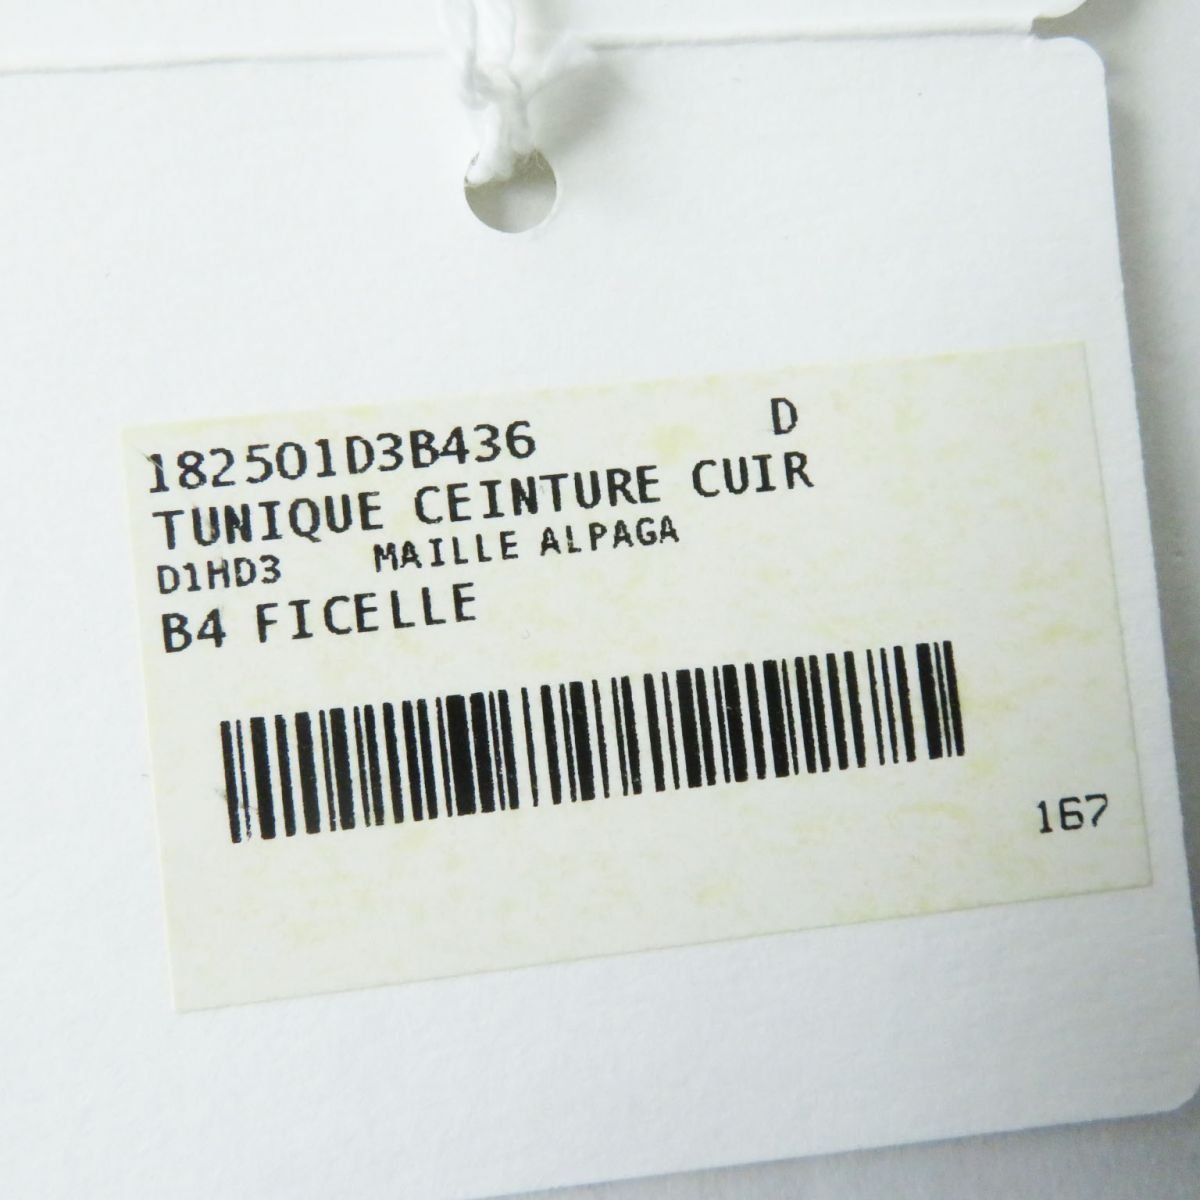 182501D3B436 D
TUNIQUE CEINTURE CUIR
D1HD3 MAILLE ALPAGA
B4 FICELLE
167